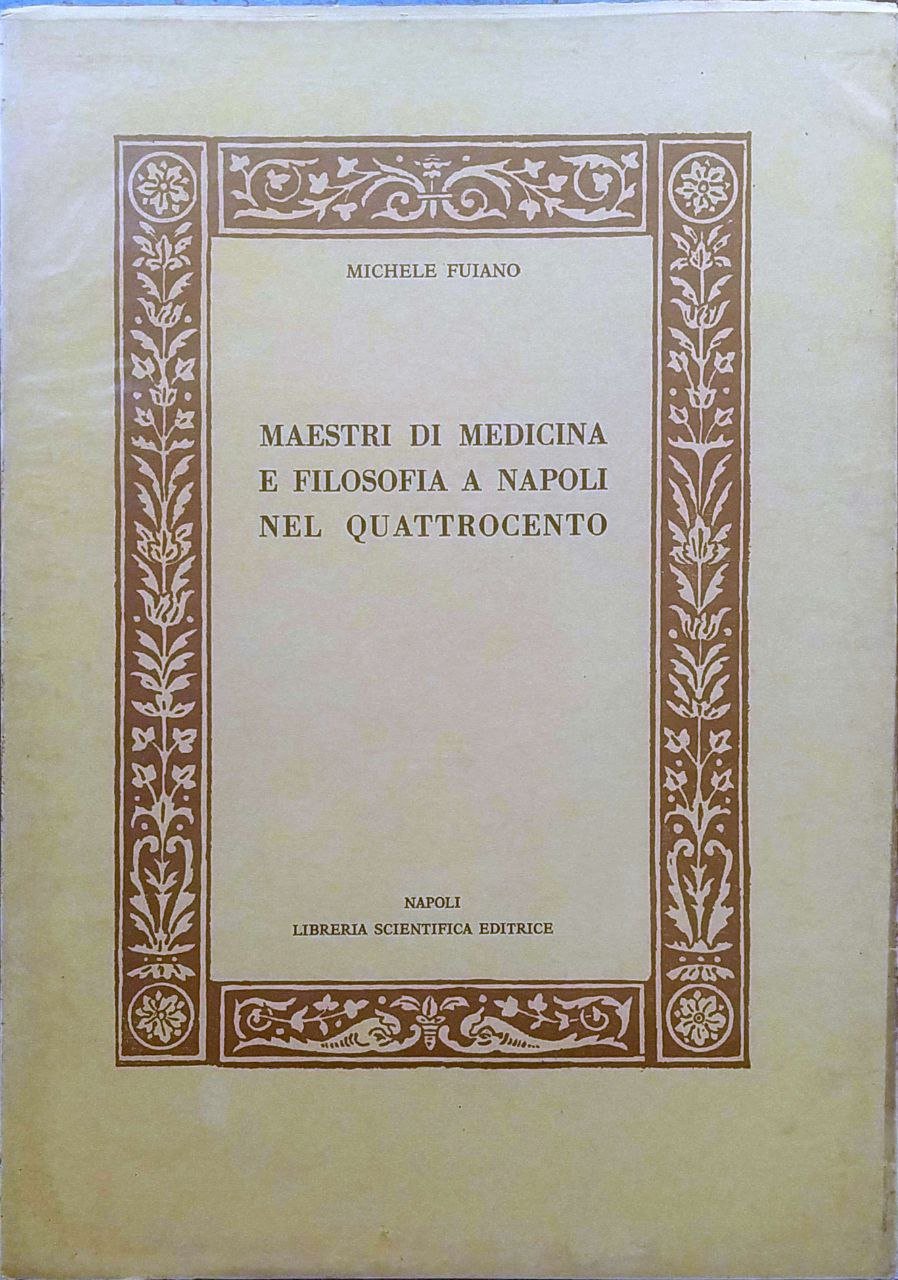 MICHELE FUIANO
MAESTRI DI MEDICINA
E FILOSOFIA A NAPOLI
NEL QUATTROCENTO
NAPOLI
LIBRERIA SCIENTIFICA EDITRICE